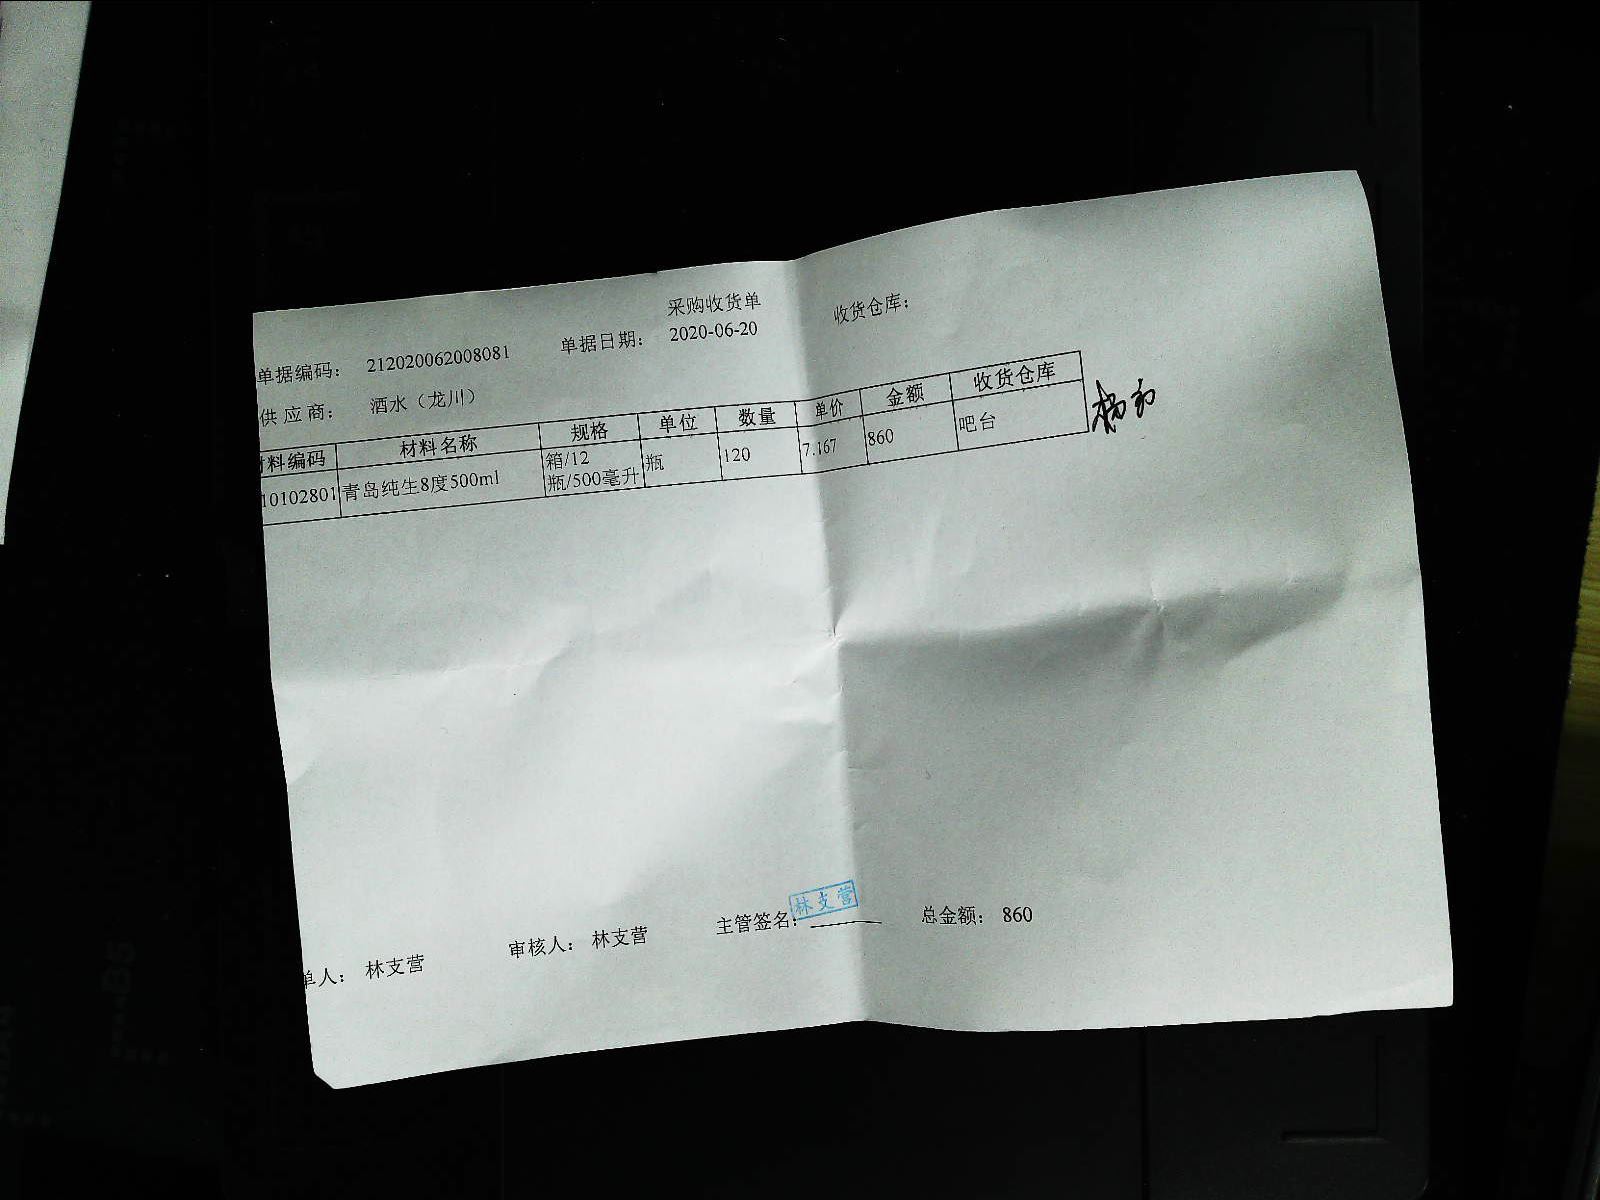 采购收货单
单据编码： 212020062008081 单据日期： 2020-06-20 收货仓库：
供应商： 酒水（龙川）
材料编码 材料名称 规格 单位 数量 单价 金额 收货仓库
10102801 青岛纯生8度500ml 箱/12瓶/500毫升 瓶 120 7.167 860 吧台
单人： 林支营 审核人： 林支营 主管签名： 林支营 总金额： 860